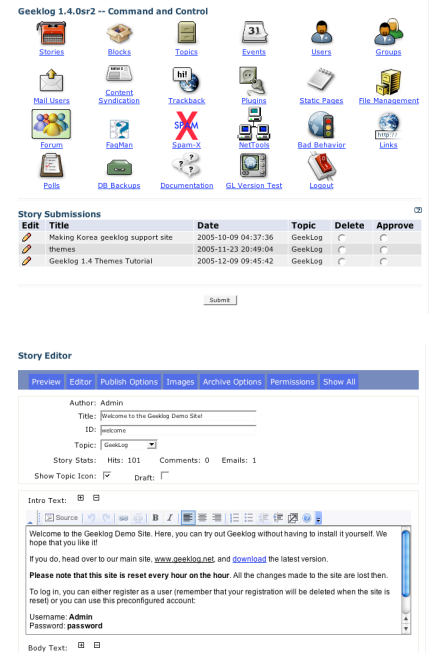 Geeklog 1.4.0sr2 -- Command and Control
31
Stories Blocks Topics Events Users Groups
hi!
Mail Users Content Syndication Trackback Plugins Static Pages File Management
SPAM
http://
Forum FaqMan Spam-X NetTools Bad Behavior Links
Polls DB Backups Documentation GL Version Test Logout
Story Submissions
Edit Title Date Topic Delete Approve
Making Korea geeklog support site 2005-10-09 04:37:36 GeekLog
themes 2005-11-23 20:49:04 GeekLog
Geeklog 1.4 Themes Tutorial 2005-12-09 09:45:42 GeekLog
Submit
Story Editor
Preview Editor Publish Options Images Archive Options Permissions Show All
Author: Admin
Title: Welcome to the Geeklog Demo Site!
ID: welcome
Topic: GeekLog
Story Stats: Hits: 101 Comments: 0 Emails: 1
Show Topic Icon: Draft:
Intro Text:
Source B I
Welcome to the Geeklog Demo Site. Here, you can try out Geeklog without having to install it yourself. We
hope that you like it!
If you do, head over to our main site, www.geeklog.net, and download the latest version.
Please note that this site is reset every hour on the hour. All the changes made to the site are lost then.
To log in, you can either register as a user (remember that your registration will be deleted when the site is
reset) or you can use this preconfigured account:
Username: Admin
Password: password
Body Text: